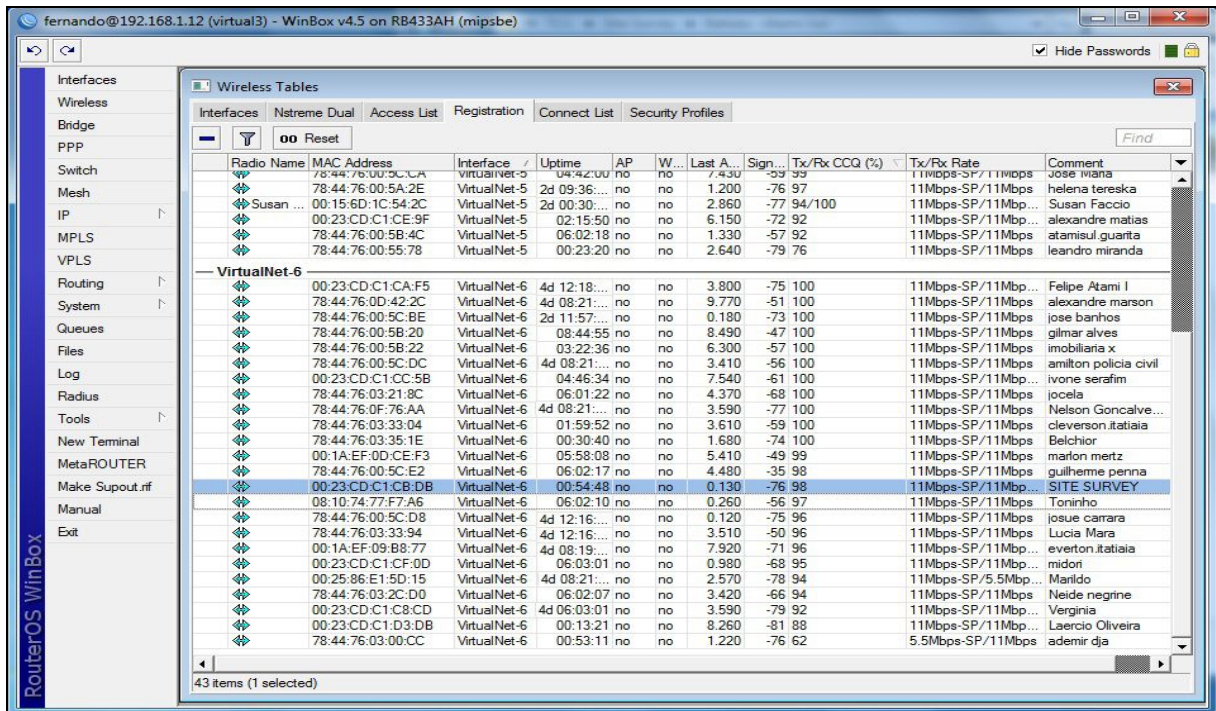 fernando@192.168.1.12 (virtual3) - WinBox v4.5 on RB433AH (mipsbe)
Hide Passwords
Interfaces
Wireless
Bridge
PPP
Switch
Mesh
IP
MPLS
VPLS
Routing
System
Queues
Files
Log
Radius
Tools
New Terminal
MetaROUTER
Make Supout.rif
Manual
Exit
RouterOS WinBox
Wireless Tables
Interfaces Nstreme Dual Access List Registration Connect List Security Profiles
00 Reset Find
Radio Name MAC Address Interface / Uptime AP W... Last A... Sign... Tx/Rx CCQ (%) Tx/Rx Rate Comment
78:44:76:00:5C:CA VirtualNet-5 04:42:00 no no 7.430 -59 99 11Mbps-SP/11Mbps Jose Maria
78:44:76:00:5A:2E VirtualNet-5 2d 09:36:... no no 1.200 -76 97 11Mbps-SP/11Mbps helena tereska
Susan ... 00:15:6D:1C:54:2C VirtualNet-5 2d 00:30:... no no 2.860 -77 94/100 11Mbps-SP/11Mbp... Susan Faccio
00:23:CD:C1:CE:9F VirtualNet-5 02:15:50 no no 6.150 -72 92 11Mbps-SP/11Mbp... alexandre matias
78:44:76:00:5B:4C VirtualNet-5 06:02:18 no no 1.330 -57 92 11Mbps-SP/11Mbps atamisul.guarita
78:44:76:00:55:78 VirtualNet-5 00:23:20 no no 2.640 -79 76 11Mbps-SP/11Mbps leandro miranda
VirtualNet-6
00:23:CD:C1:CA:F5 VirtualNet-6 4d 12:18:... no no 3.800 -75 100 11Mbps-SP/11Mbp... Felipe Atami I
78:44:76:0D:42:2C VirtualNet-6 4d 08:21:... no no 9.770 -51 100 11Mbps-SP/11Mbps alexandre marson
78:44:76:00:5C:BE VirtualNet-6 2d 11:57:... no no 0.180 -73 100 11Mbps-SP/11Mbps jose banhos
78:44:76:00:5B:20 VirtualNet-6 08:44:55 no no 8.490 -47 100 11Mbps-SP/11Mbps gilmar alves
78:44:76:00:5B:22 VirtualNet-6 03:22:36 no no 6.300 -57 100 11Mbps-SP/11Mbps imobiliaria x
78:44:76:00:5C:DC VirtualNet-6 4d 08:21:... no no 3.410 -56 100 11Mbps-SP/11Mbps amilton policia civil
00:23:CD:C1:CC:5B VirtualNet-6 04:46:34 no no 7.540 -61 100 11Mbps-SP/11Mbp... ivone serafim
78:44:76:03:21:8C VirtualNet-6 06:01:22 no no 4.370 -68 100 11Mbps-SP/11Mbps jocela
78:44:76:0F:76:AA VirtualNet-6 4d 08:21:... no no 3.590 -77 100 11Mbps-SP/11Mbps Nelson Goncalve...
78:44:76:03:33:04 VirtualNet-6 01:59:52 no no 3.610 -59 100 11Mbps-SP/11Mbps cleverson.itatiaia
78:44:76:03:35:1E VirtualNet-6 00:30:40 no no 1.680 -74 100 11Mbps-SP/11Mbps Belchior
00:1A:EF:0D:CE:F3 VirtualNet-6 05:58:08 no no 5.410 -49 99 11Mbps-SP/11Mbps marlon mertz
78:44:76:00:5C:E2 VirtualNet-6 06:02:17 no no 4.480 -35 98 11Mbps-SP/11Mbps guilherme penna
00:23:CD:C1:CB:DB VirtualNet-6 00:54:48 no no 0.130 -76 98 11Mbps-SP/11Mbp... SITE SURVEY
08:10:74:77:F7:A6 VirtualNet-6 06:02:10 no no 0.260 -56 97 11Mbps-SP/11Mbps Toninho
78:44:76:00:5C:D8 VirtualNet-6 4d 12:16:... no no 0.120 -75 96 11Mbps-SP/11Mbps josue carrara
78:44:76:03:33:94 VirtualNet-6 4d 12:16:... no no 3.510 -50 96 11Mbps-SP/11Mbps Lucia Mara
00:1A:EF:09:B8:77 VirtualNet-6 4d 08:19:... no no 7.920 -71 96 11Mbps-SP/11Mbp... everton.itatiaia
00:23:CD:C1:CF:0D VirtualNet-6 06:03:01 no no 0.980 -68 95 11Mbps-SP/11Mbp... midori
00:25:86:E1:5D:15 VirtualNet-6 4d 08:21:... no no 2.570 -78 94 11Mbps-SP/5.5Mbp... Marildo
78:44:76:03:2C:D0 VirtualNet-6 06:02:07 no no 3.420 -66 94 11Mbps-SP/11Mbps Neide negrine
00:23:CD:C1:C8:CD VirtualNet-6 4d 06:03:01 no no 3.590 -79 92 11Mbps-SP/11Mbp... Verginia
00:23:CD:C1:D3:DB VirtualNet-6 00:13:21 no no 8.260 -81 88 11Mbps-SP/11Mbp... Laercio Oliveira
78:44:76:03:00:CC VirtualNet-6 00:53:11 no no 1.220 -76 62 5.5Mbps-SP/11Mbps ademir dja
43 items (1 selected)